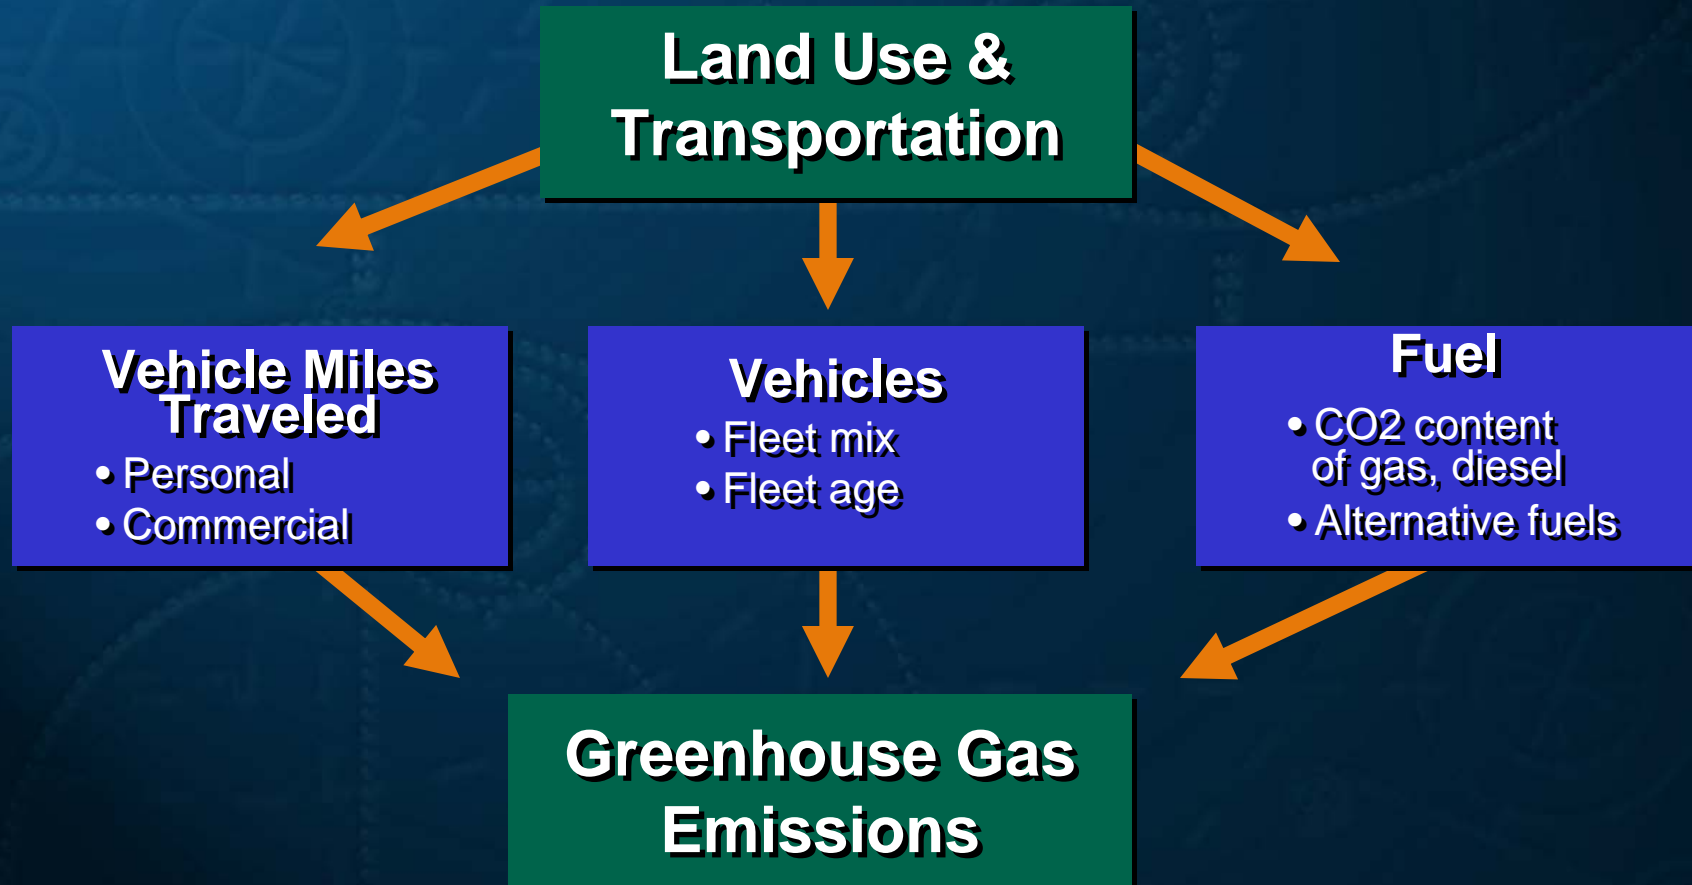 Land Use &
Transportation
Vehicle Miles
Traveled
• Personal
• Commercial
Vehicles
• Fleet mix
• Fleet age
Fuel
• CO2 content
of gas, diesel
• Alternative fuels
Greenhouse Gas
Emissions